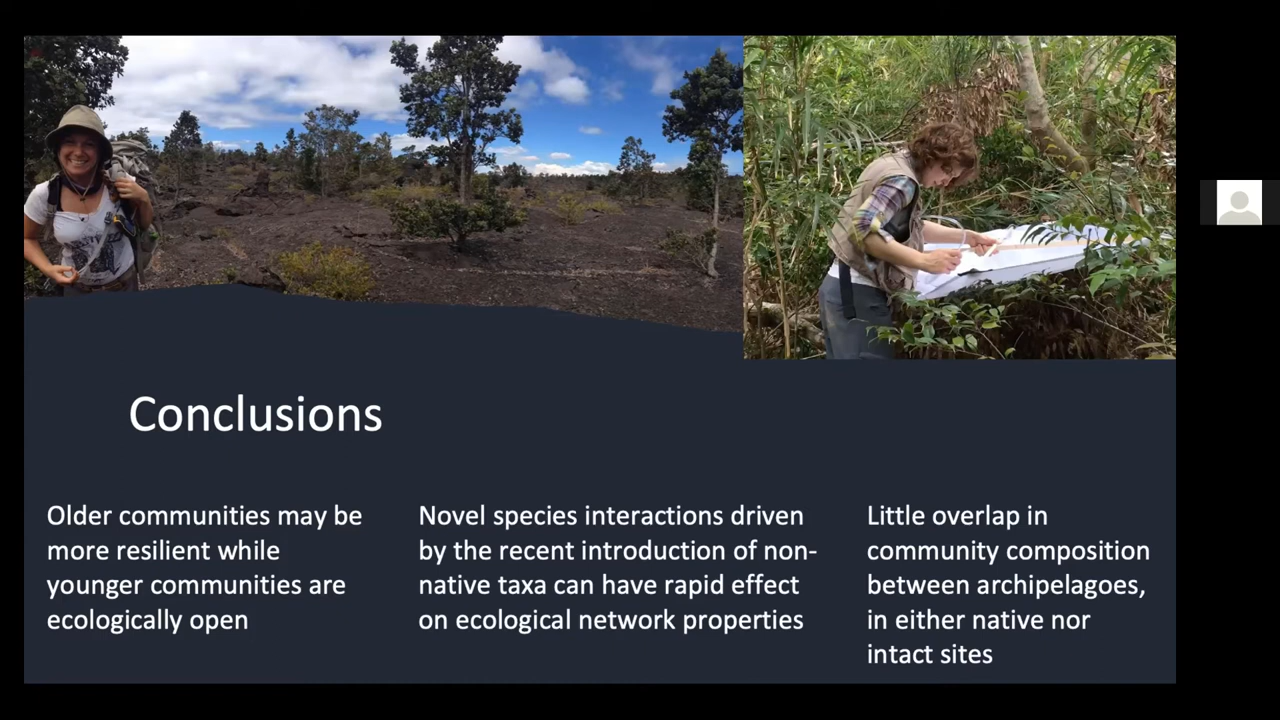 Conclusions
Older communities may be
more resilient while
younger communities are
ecologically open
Novel species interactions driven
by the recent introduction of non-
native taxa can have rapid effect
on ecological network properties
Little overlap in
community composition
between archipelagoes,
in either native nor
intact sites